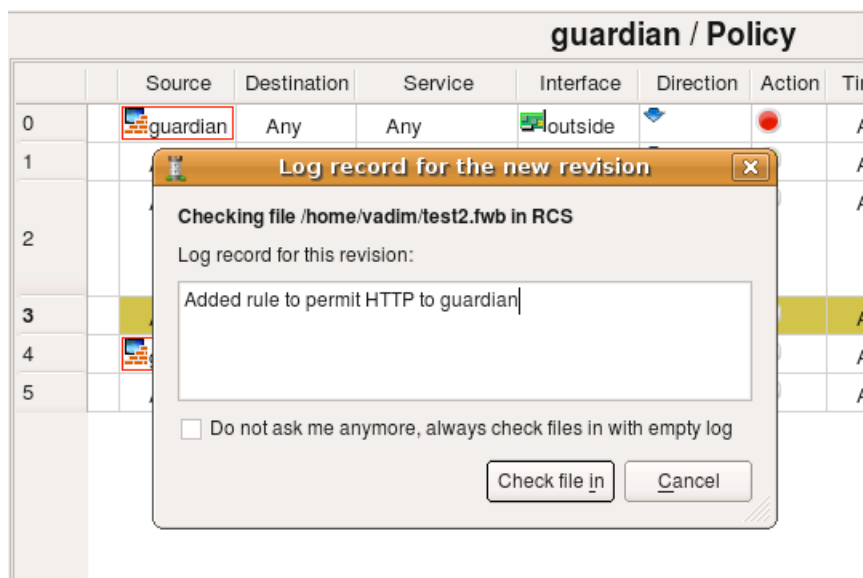 guardian / Policy
Source Destination Service Interface Direction Action
0 guardian Any Any outside
1
Log record for the new revision
Checking file /home/vadim/test2.fwb in RCS
Log record for this revision:
2
Added rule to permit HTTP to guardian
3
4
5
Do not ask me anymore, always check files in with empty log
Check file in Cancel